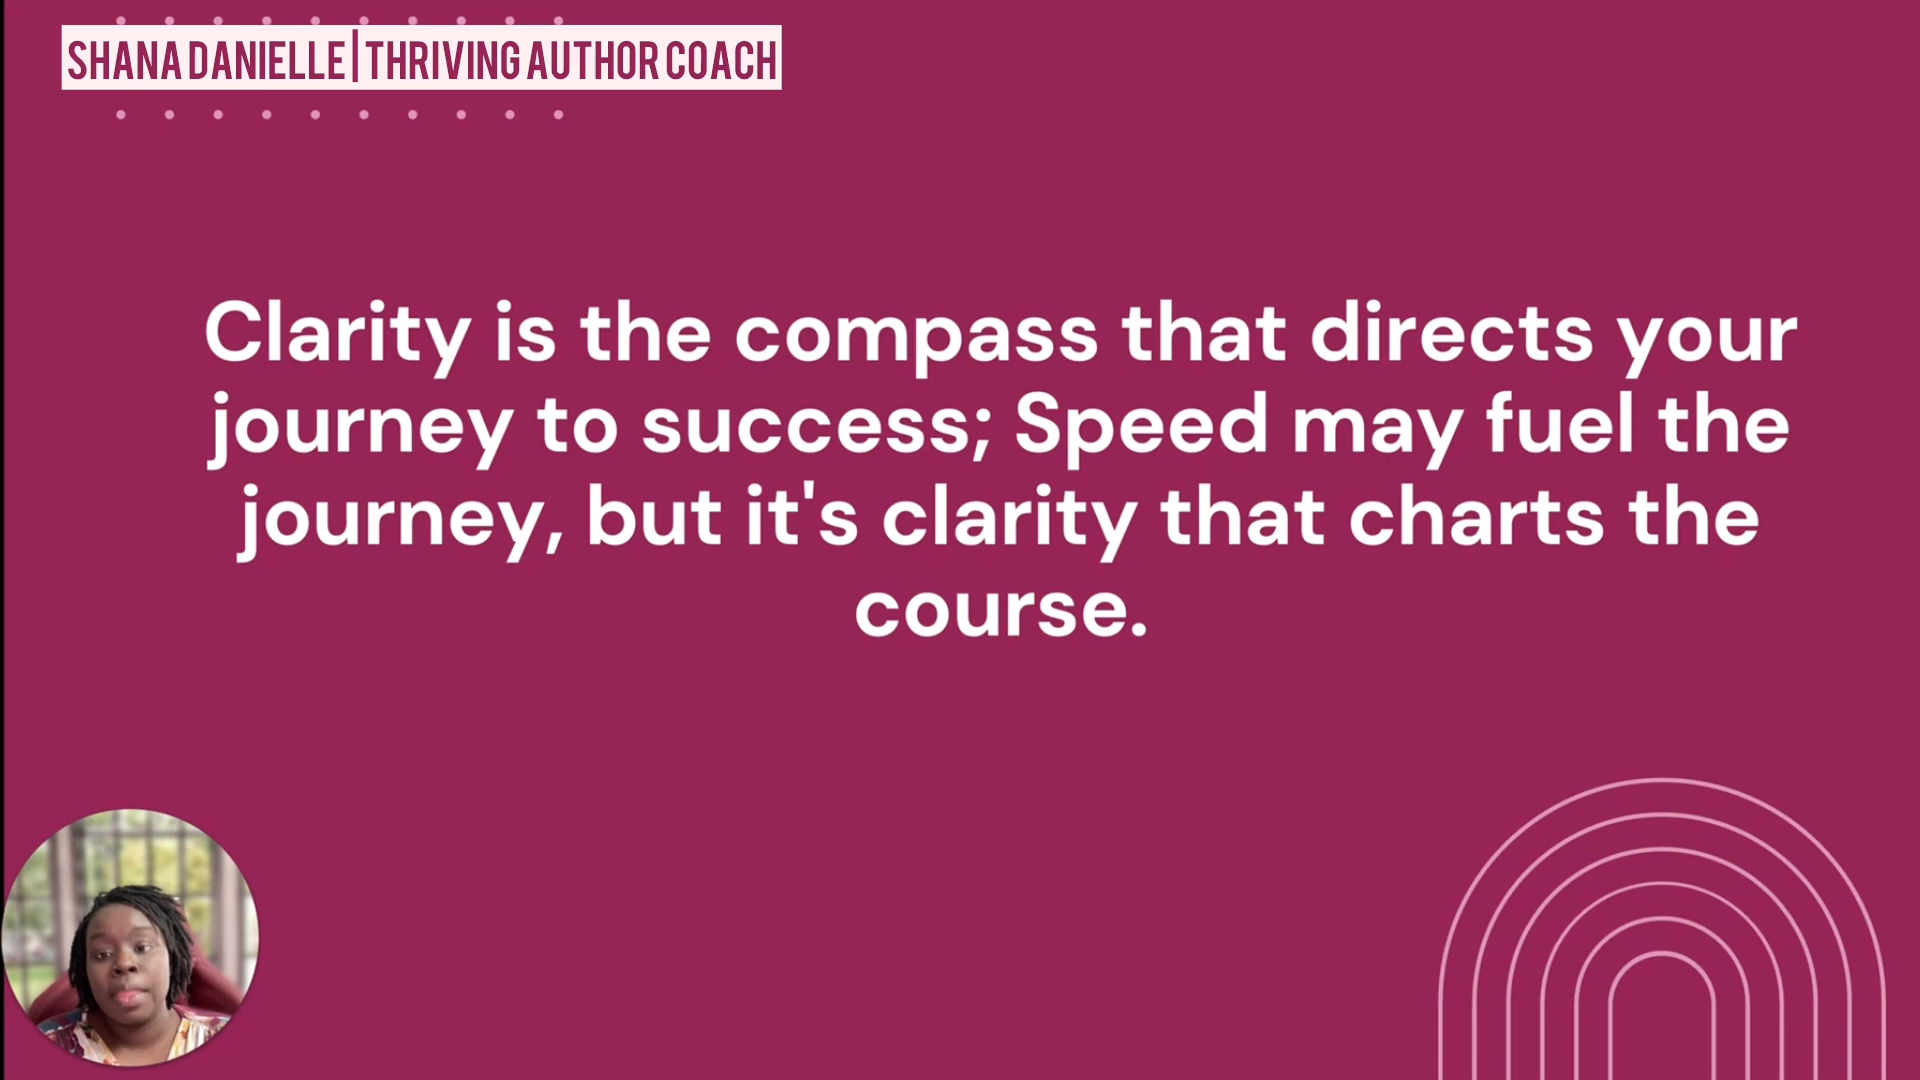 SHANA DANIELLE|THRIVING AUTHOR COACH
Clarity is the compass that directs your
journey to success; Speed may fuel the
journey, but it's clarity that charts the
course.